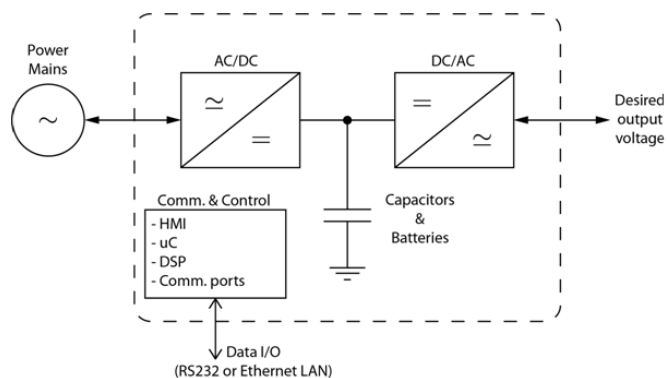 Power
Mains
~
AC/DC
≃
=
DC/AC
=
≃
Desired
output
voltage
Comm. & Control
- HMI
- uC
- DSP
- Comm. ports
Capacitors
&
Batteries
Data I/O
(RS232 or Ethernet LAN)